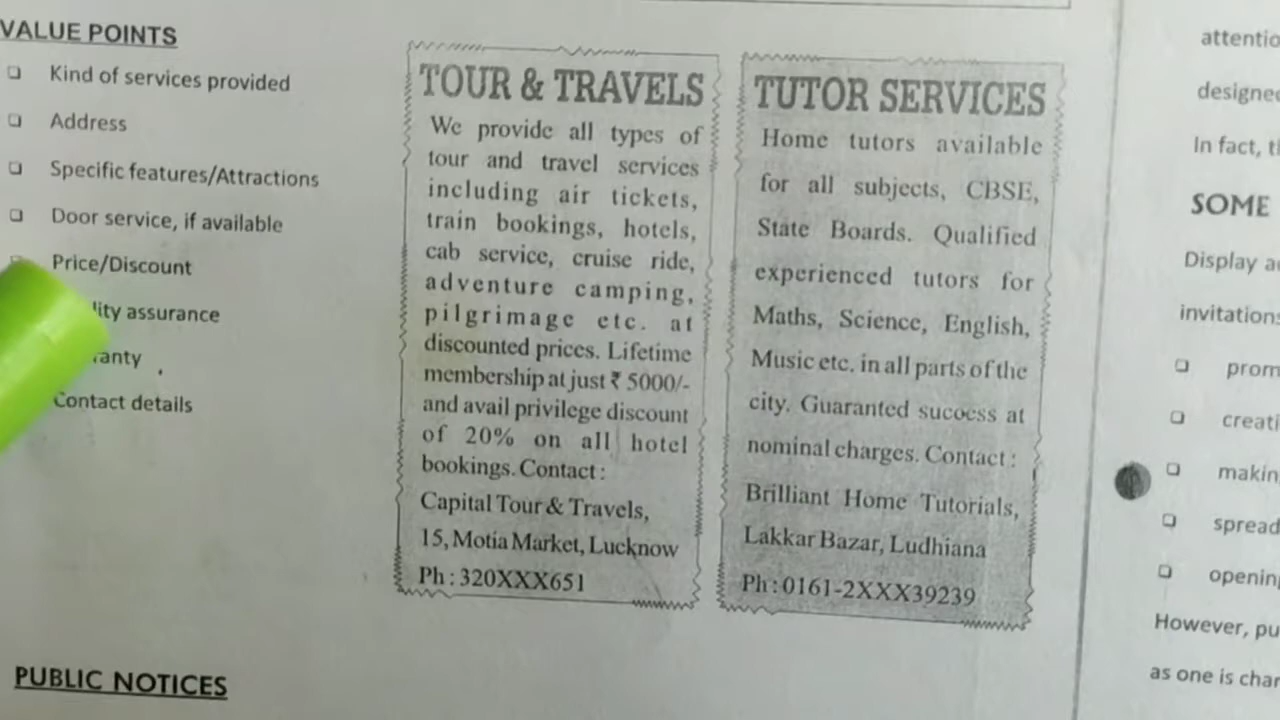 VALUE POINTS
Kind of services provided
Address
Specific features/Attractions
Door service, if available
Price/Discount
lity assurance
ranty
Contact details
PUBLIC NOTICES
TOUR & TRAVELS
We provide all types of
tour and travel services
including air tickets,
train bookings, hotels,
cab service, cruise ride,
adventure camping,
pilgrimage etc. at
discounted prices. Lifetime
membership at just ₹ 5000/-
and avail privilege discount
of 20% on all hotel
bookings. Contact :
Capital Tour & Travels,
15, Motia Market, Lucknow
Ph : 320XXX651
TUTOR SERVICES
Home tutors available
for all subjects, CBSE,
State Boards. Qualified
experienced tutors for
Maths, Science, English,
Music etc. in all parts of the
city. Guaranted success at
nominal charges. Contact :
Brilliant Home Tutorials,
Lakkar Bazar, Ludhiana
Ph : 0161-2XXX39239
attentio
designed
In fact, t
SOME
Display a
invitations
prom
creati
makin
spread
opening
However, pu
as one is char